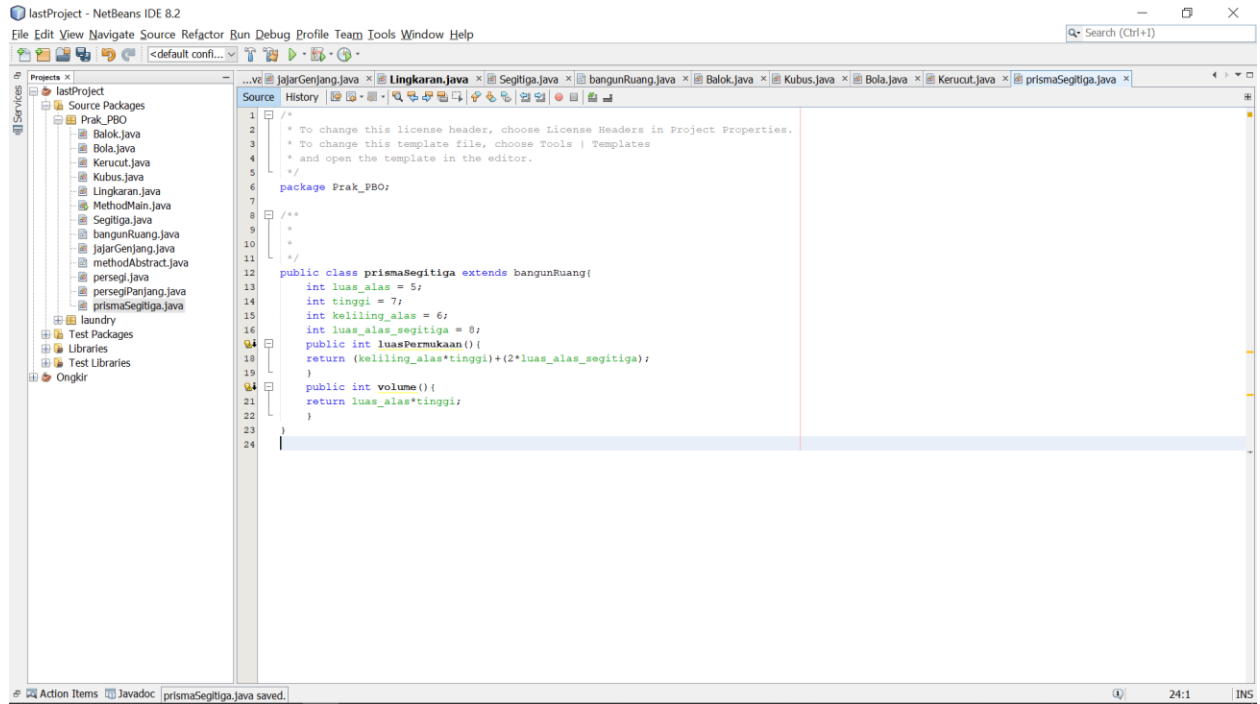 lastProject - NetBeans IDE 8.2
File Edit View Navigate Source Refactor Run Debug Profile Team Tools Window Help
Search (Ctrl+I)
<default confi...
Projects
...va jajarGenjang.java Lingkaran.java Segitiga.java bangunRuang.java Balok.java Kubus.java Bola.java Kerucut.java prismaSegitiga.java
Services
lastProject
Source Packages
Prak_PBO
Balok.java
Bola.java
Kerucut.java
Kubus.java
Lingkaran.java
MethodMain.java
Segitiga.java
bangunRuang.java
jajarGenjang.java
methodAbstract.java
persegi.java
persegiPanjang.java
prismaSegitiga.java
laundry
Test Packages
Libraries
Test Libraries
Ongkir
Source History
1 /*
2 * To change this license header, choose License Headers in Project Properties.
3 * To change this template file, choose Tools | Templates
4 * and open the template in the editor.
5 */
6 package Prak_PBO;
7
8 /**
9 *
10 *
11 */
12 public class prismaSegitiga extends bangunRuang{
13 int luas_alas = 5;
14 int tinggi = 7;
15 int keliling_alas = 6;
16 int luas_alas_segitiga = 8;
public int luasPermukaan(){
18 return (keliling_alas*tinggi)+(2*luas_alas_segitiga);
19 }
public int volume(){
21 return luas_alas*tinggi;
22 }
23 }
24
Action Items Javadoc prismaSegitiga.java saved.
24:1 INS